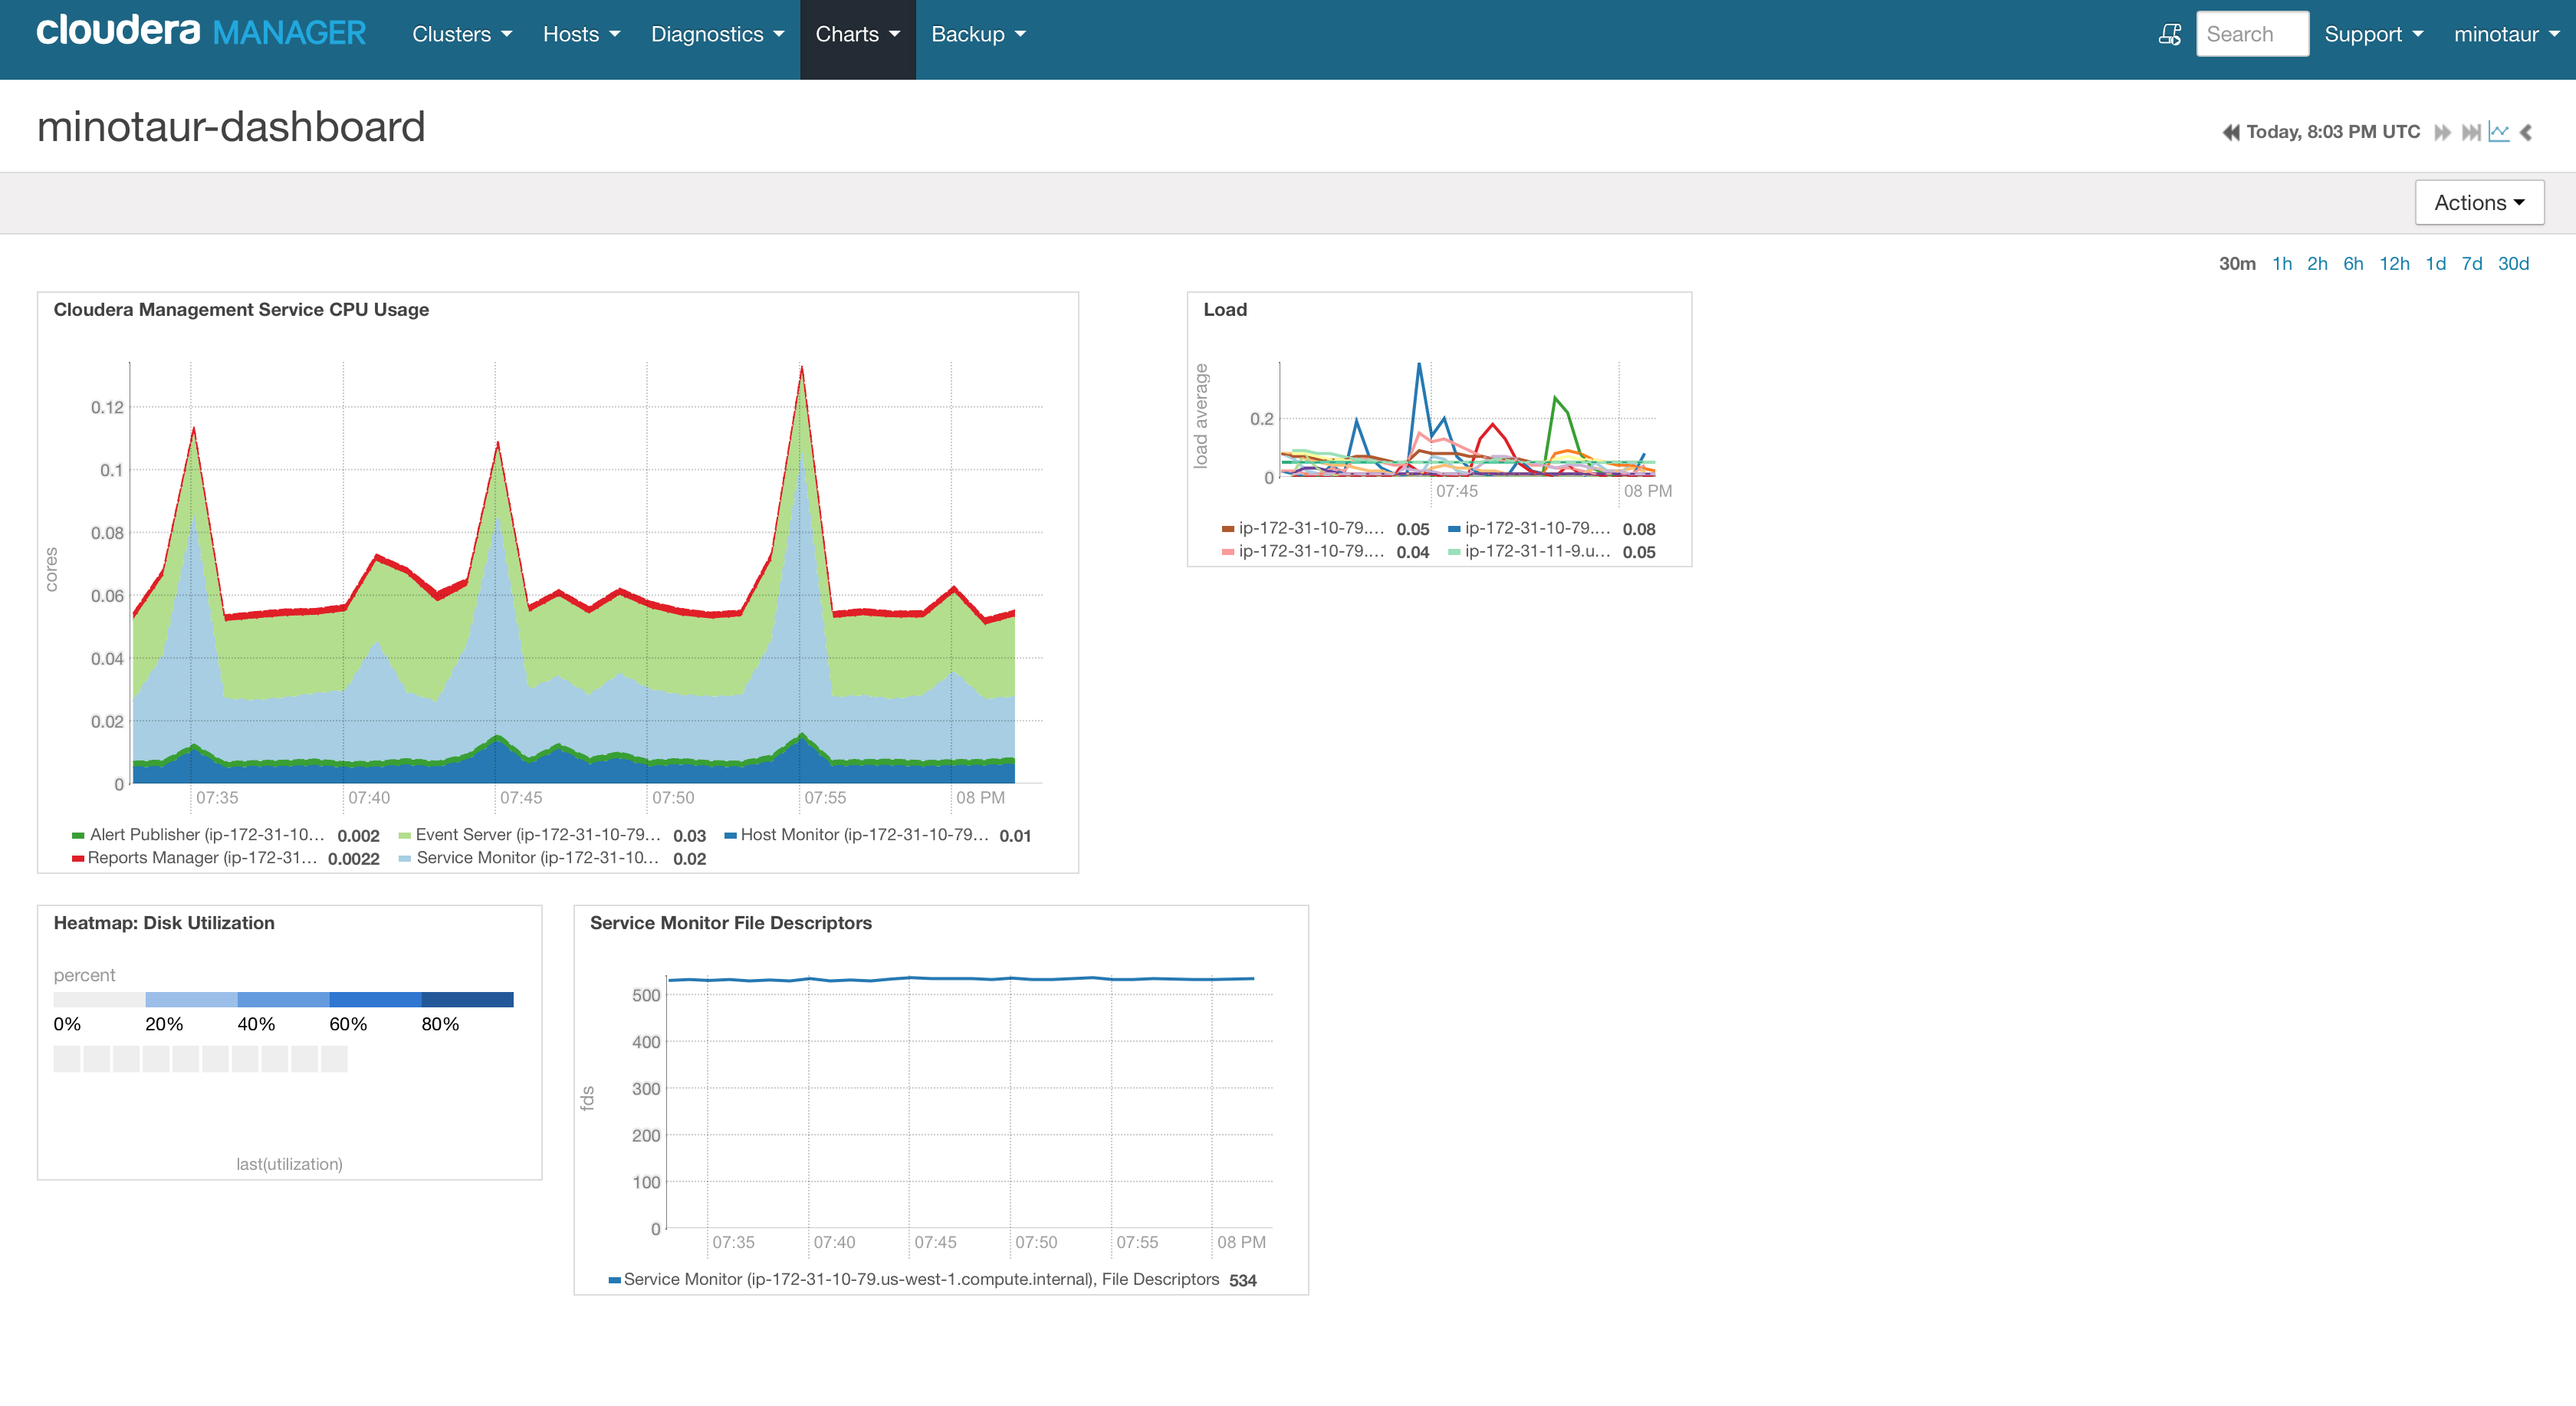 cloudera MANAGER Clusters Hosts Diagnostics Charts Backup Search Support minotaur
minotaur-dashboard
Today, 8:03 PM UTC
Actions
30m 1h 2h 6h 12h 1d 7d 30d
Cloudera Management Service CPU Usage
cores
0.12
0.1
0.08
0.06
0.04
0.02
0
07:35 07:40 07:45 07:50 07:55 08 PM
Alert Publisher (ip-172-31-10... 0.002 Event Server (ip-172-31-10-79... 0.03 Host Monitor (ip-172-31-10-79... 0.01
Reports Manager (ip-172-31... 0.0022 Service Monitor (ip-172-31-10... 0.02
Load
load average
0.2
0
07:45 08 PM
ip-172-31-10-79.... 0.05 ip-172-31-10-79.... 0.08
ip-172-31-10-79.... 0.04 ip-172-31-11-9.u... 0.05
Heatmap: Disk Utilization
percent
0% 20% 40% 60% 80%
last(utilization)
Service Monitor File Descriptors
fds
500
400
300
200
100
0
07:35 07:40 07:45 07:50 07:55 08 PM
Service Monitor (ip-172-31-10-79.us-west-1.compute.internal), File Descriptors 534